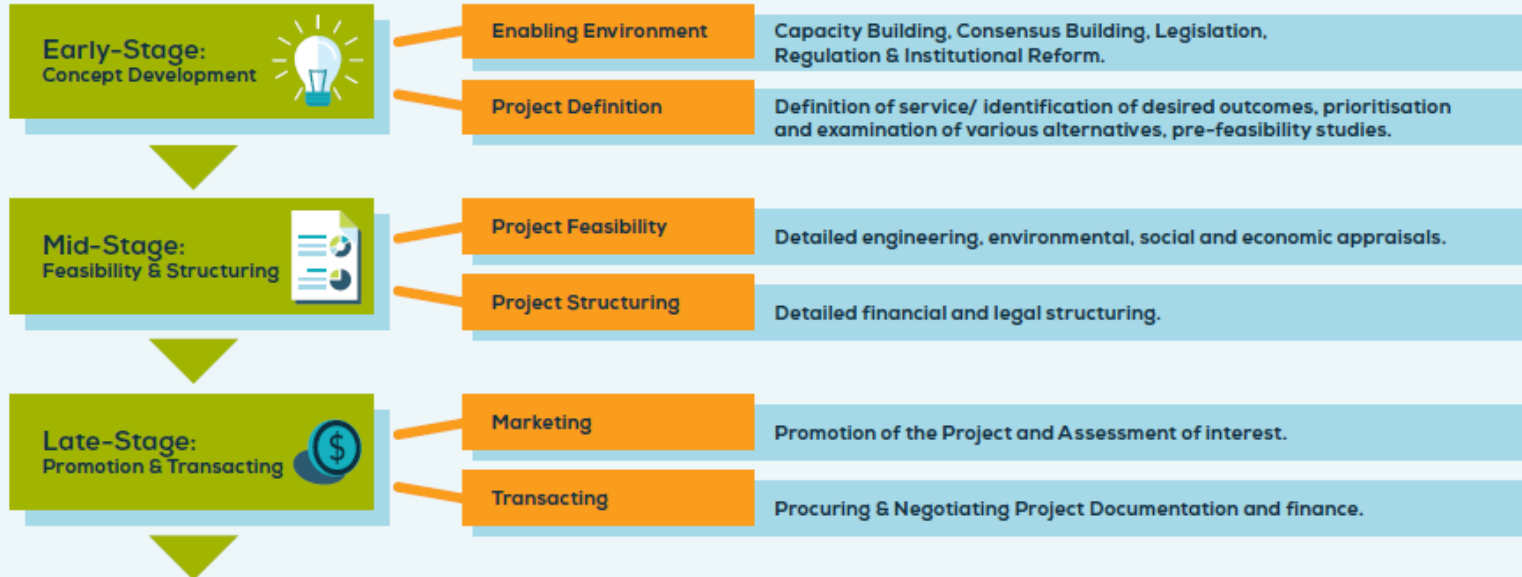 Early-Stage:
Concept Development
Enabling Environment
Capacity Building, Consensus Building, Legislation,
Regulation & Institutional Reform.
Project Definition
Definition of service/ identification of desired outcomes, prioritisation
and examination of various alternatives, pre-feasibility studies.
Mid-Stage:
Feasibility & Structuring
Project Feasibility
Detailed engineering, environmental, social and economic appraisals.
Project Structuring
Detailed financial and legal structuring.
Late-Stage:
Promotion & Transacting
$
Marketing
Promotion of the Project and Assessment of interest.
Transacting
Procuring & Negotiating Project Documentation and finance.